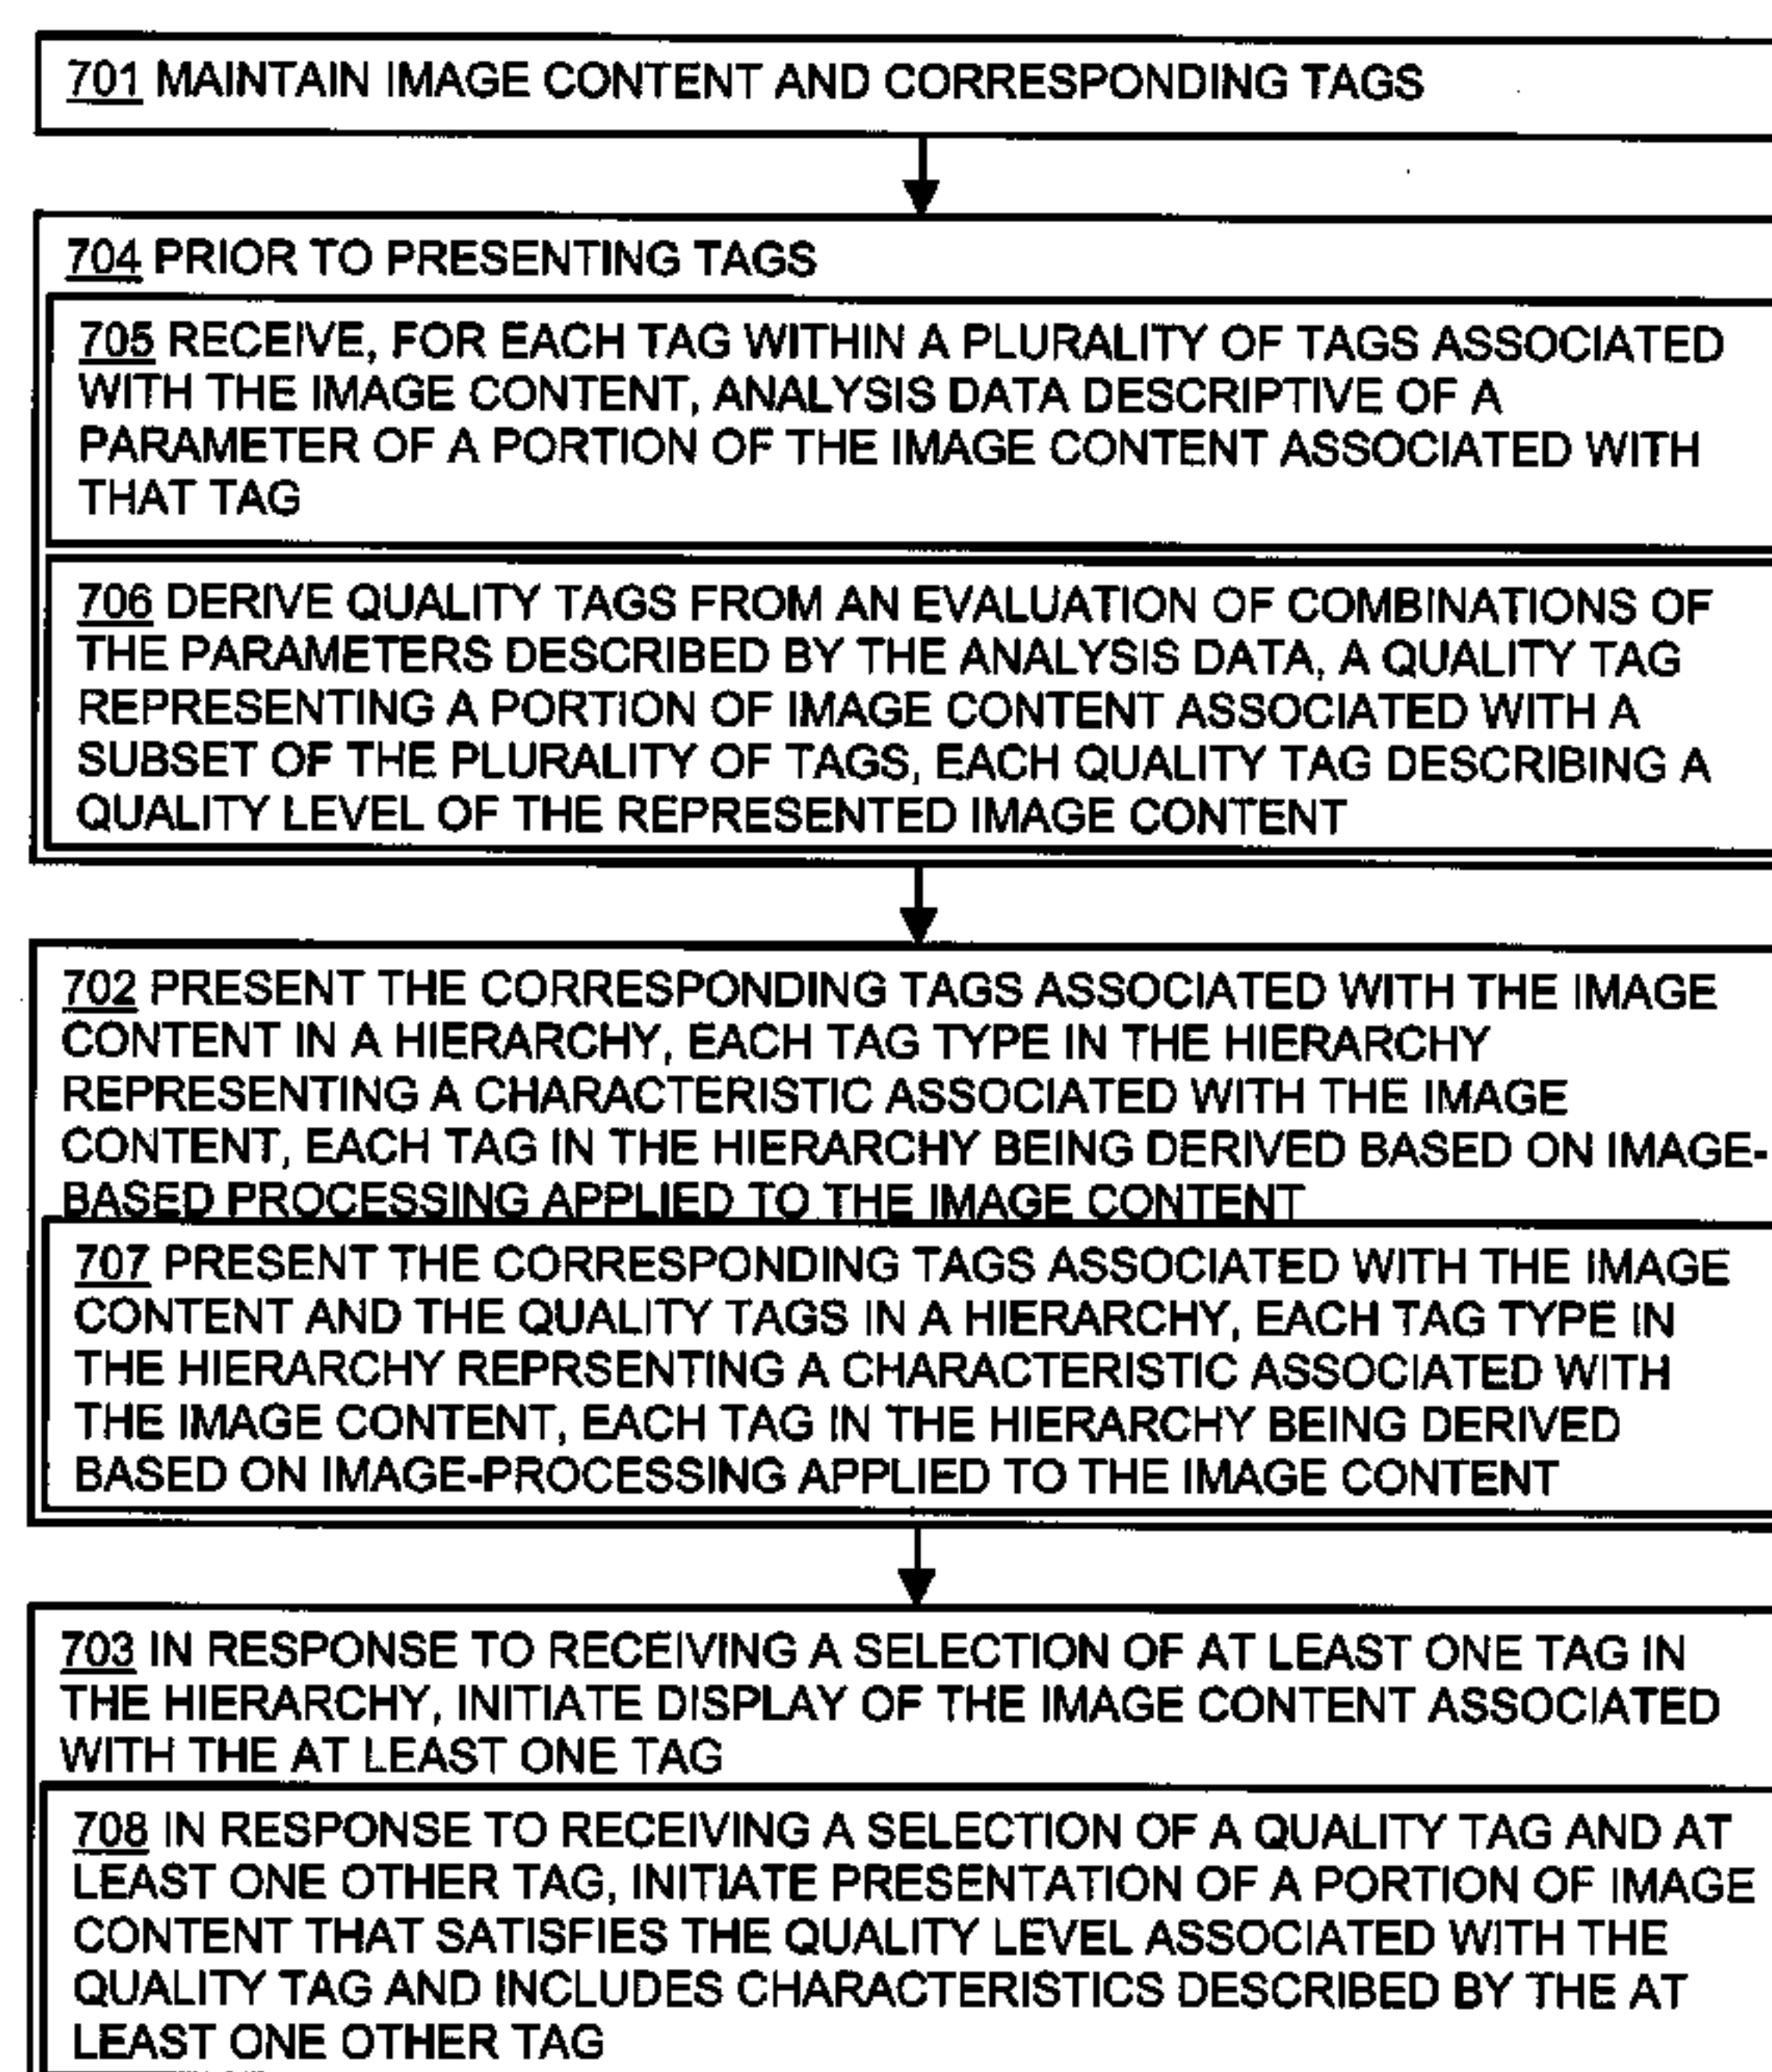 701 MAINTAIN IMAGE CONTENT AND CORRESPONDING TAGS
704 PRIOR TO PRESENTING TAGS
705 RECEIVE, FOR EACH TAG WITHIN A PLURALITY OF TAGS ASSOCIATED
WITH THE IMAGE CONTENT, ANALYSIS DATA DESCRIPTIVE OF A
PARAMETER OF A PORTION OF THE IMAGE CONTENT ASSOCIATED WITH
THAT TAG
706 DERIVE QUALITY TAGS FROM AN EVALUATION OF COMBINATIONS OF
THE PARAMETERS DESCRIBED BY THE ANALYSIS DATA, A QUALITY TAG
REPRESENTING A PORTION OF IMAGE CONTENT ASSOCIATED WITH A
SUBSET OF THE PLURALITY OF TAGS, EACH QUALITY TAG DESCRIBING A
QUALITY LEVEL OF THE REPRESENTED IMAGE CONTENT
702 PRESENT THE CORRESPONDING TAGS ASSOCIATED WITH THE IMAGE
CONTENT IN A HIERARCHY, EACH TAG TYPE IN THE HIERARCHY
REPRESENTING A CHARACTERISTIC ASSOCIATED WITH THE IMAGE
CONTENT, EACH TAG IN THE HIERARCHY BEING DERIVED BASED ON IMAGE-
BASED PROCESSING APPLIED TO THE IMAGE CONTENT
707 PRESENT THE CORRESPONDING TAGS ASSOCIATED WITH THE IMAGE
CONTENT AND THE QUALITY TAGS IN A HIERARCHY, EACH TAG TYPE IN
THE HIERARCHY REPRSENTING A CHARACTERISTIC ASSOCIATED WITH
THE IMAGE CONTENT, EACH TAG IN THE HIERARCHY BEING DERIVED
BASED ON IMAGE-PROCESSING APPLIED TO THE IMAGE CONTENT
703 IN RESPONSE TO RECEIVING A SELECTION OF AT LEAST ONE TAG IN
THE HIERARCHY, INITIATE DISPLAY OF THE IMAGE CONTENT ASSOCIATED
WITH THE AT LEAST ONE TAG
708 IN RESPONSE TO RECEIVING A SELECTION OF A QUALITY TAG AND AT
LEAST ONE OTHER TAG, INITIATE PRESENTATION OF A PORTION OF IMAGE
CONTENT THAT SATISFIES THE QUALITY LEVEL ASSOCIATED WITH THE
QUALITY TAG AND INCLUDES CHARACTERISTICS DESCRIBED BY THE AT
LEAST ONE OTHER TAG